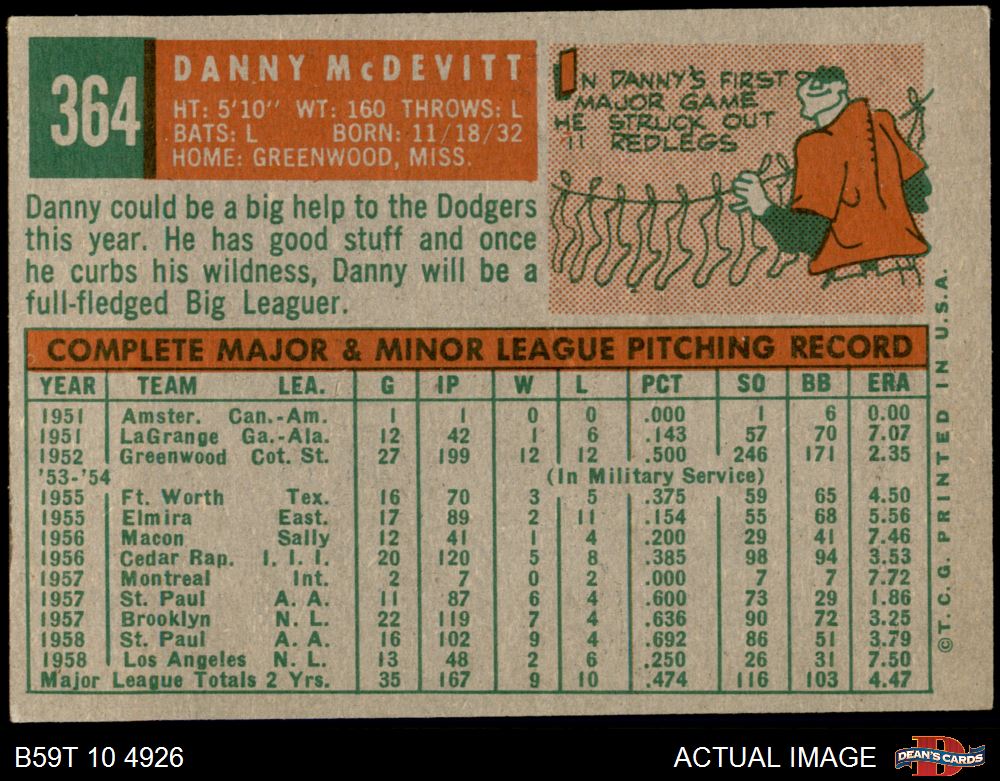 364
DANNY McDEVITT
HT: 5'10" WT: 160 THROWS: L
BATS: L BORN: 11/18/32
HOME: GREENWOOD, MISS.
IN DANNY'S FIRST
MAJOR GAME
HE STRUCK OUT
11 REDLEGS
Danny could be a big help to the Dodgers
this year. He has good stuff and once
he curbs his wildness, Danny will be a
full-fledged Big Leaguer.
COMPLETE MAJOR & MINOR LEAGUE PITCHING RECORD
YEAR TEAM LEA. G IP W L PCT SO BB ERA
1951 Amster. Can.-Am. 1 1 0 0 .000 1 6 0.00
1951 LaGrange Ga.-Ala. 12 42 1 6 .143 57 70 7.07
1952 Greenwood Cot. St. 27 199 12 12 .500 246 171 2.35
'53-'54 (In Military Service)
1955 Ft. Worth Tex. 16 70 3 5 .375 59 65 4.50
1955 Elmira East. 17 89 2 11 .154 55 68 5.56
1956 Macon Sally 12 41 1 4 .200 29 41 7.46
1956 Cedar Rap. I. I. I. 20 120 5 8 .385 98 94 3.53
1957 Montreal Int. 2 7 0 2 .000 7 7 7.72
1957 St. Paul A. A. 11 87 6 4 .600 73 29 1.86
1957 Brooklyn N. L. 22 119 7 4 .636 90 72 3.25
1958 St. Paul A. A. 16 102 9 4 .692 86 51 3.79
1958 Los Angeles N. L. 13 48 2 6 .250 26 31 7.50
Major League Totals 2 Yrs. 35 167 9 10 .474 116 103 4.47
© T. C. G. PRINTED IN U.S.A.
B59T 10 4926
ACTUAL IMAGE
D
DEAN'S CARDS